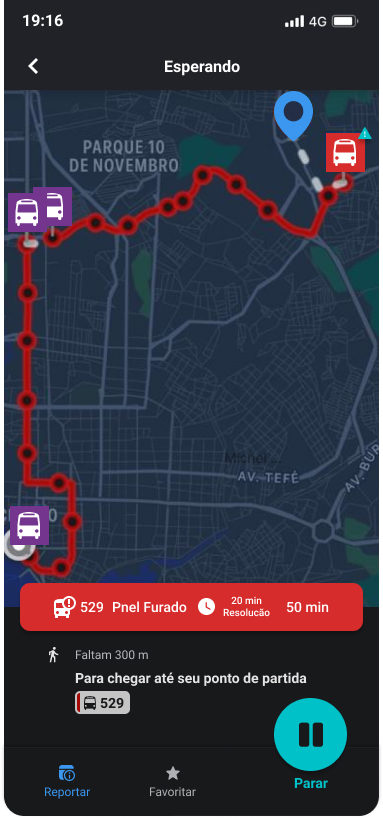 19:16
4G
Esperando
PARQUE 10
DE NOVEMBRO
Michel ...
AV. TEFÉ
AV. BUR
529 Pnel Furado
20 min
Resolucão
50 min
Faltam 300 m
Para chegar até seu ponto de partida
529
Parar
Reportar
Favoritar